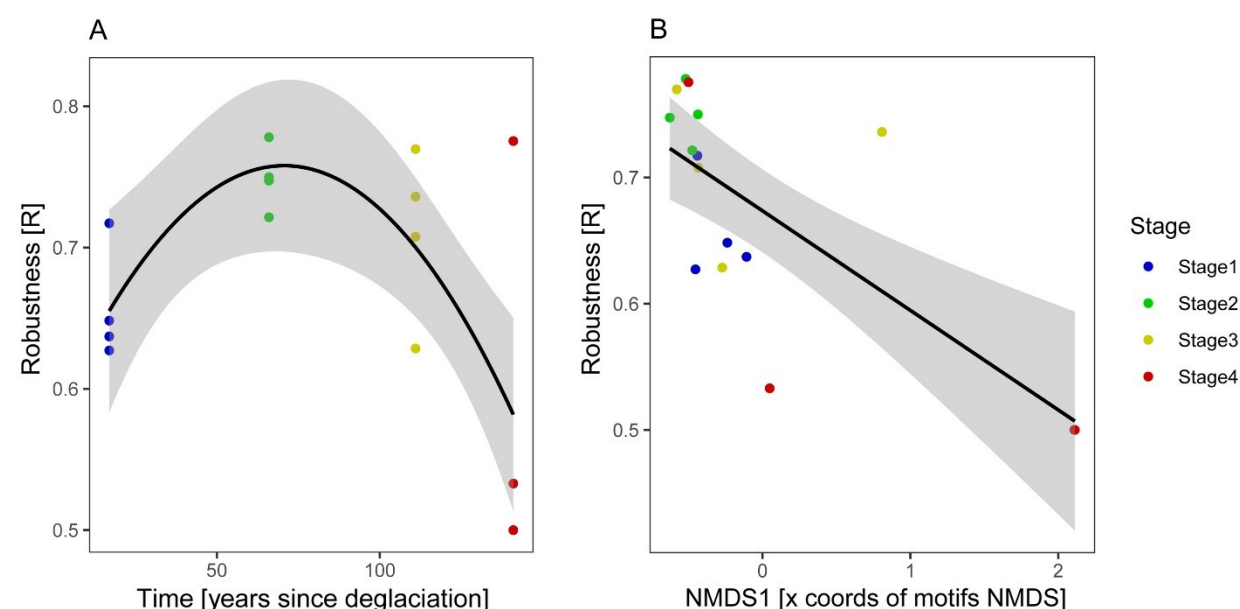 A
B
Robustness [R]
0.8
0.7
0.6
0.5
50
100
Time [years since deglaciation]
Robustness [R]
0.7
0.6
0.5
0
1
2
NMDS1 [x coords of motifs NMDS]
Stage
Stage1
Stage2
Stage3
Stage4